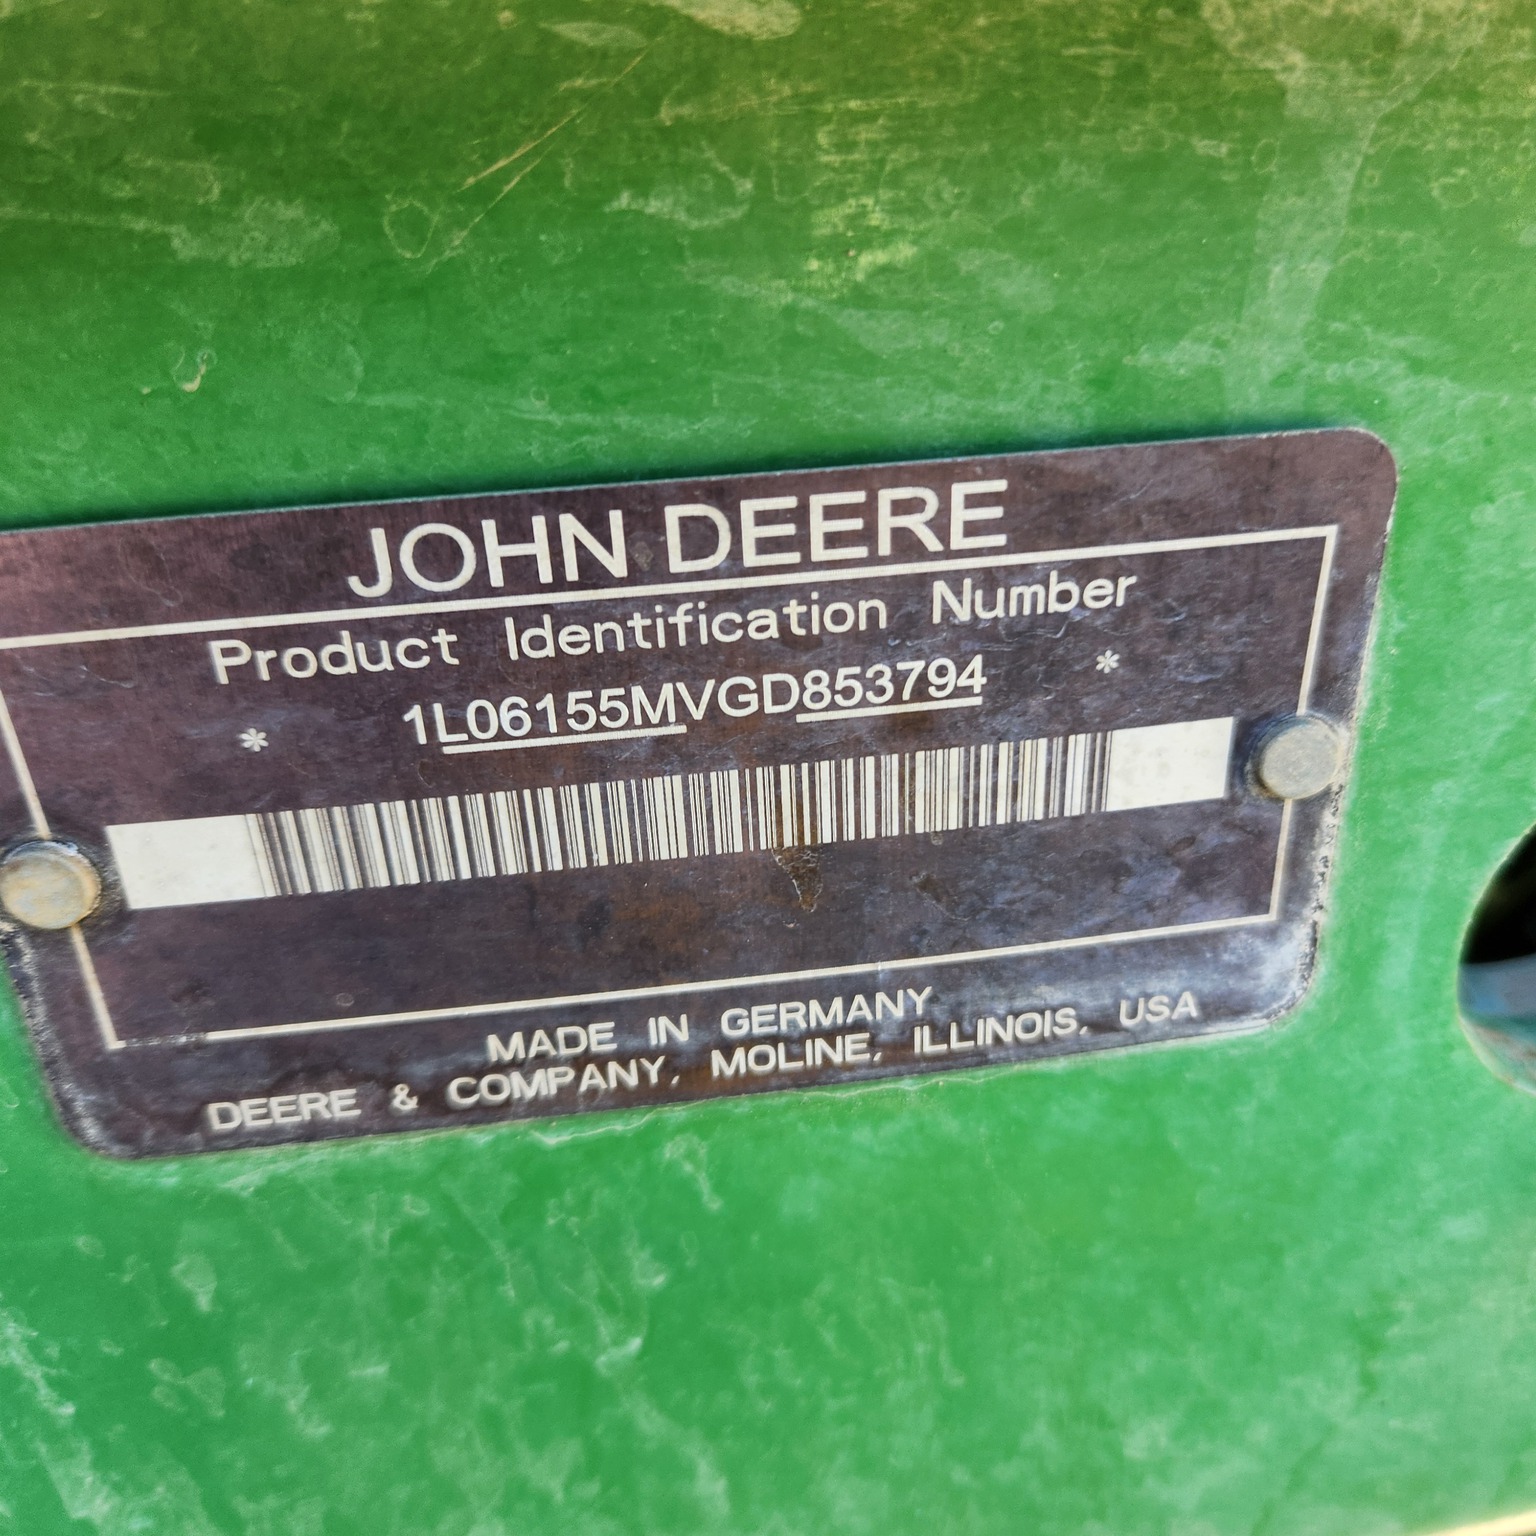 JOHN DEERE
Product Identification Number
* 1L06155MVGD853794 *
MADE IN GERMANY
DEERE & COMPANY, MOLINE, ILLINOIS, USA